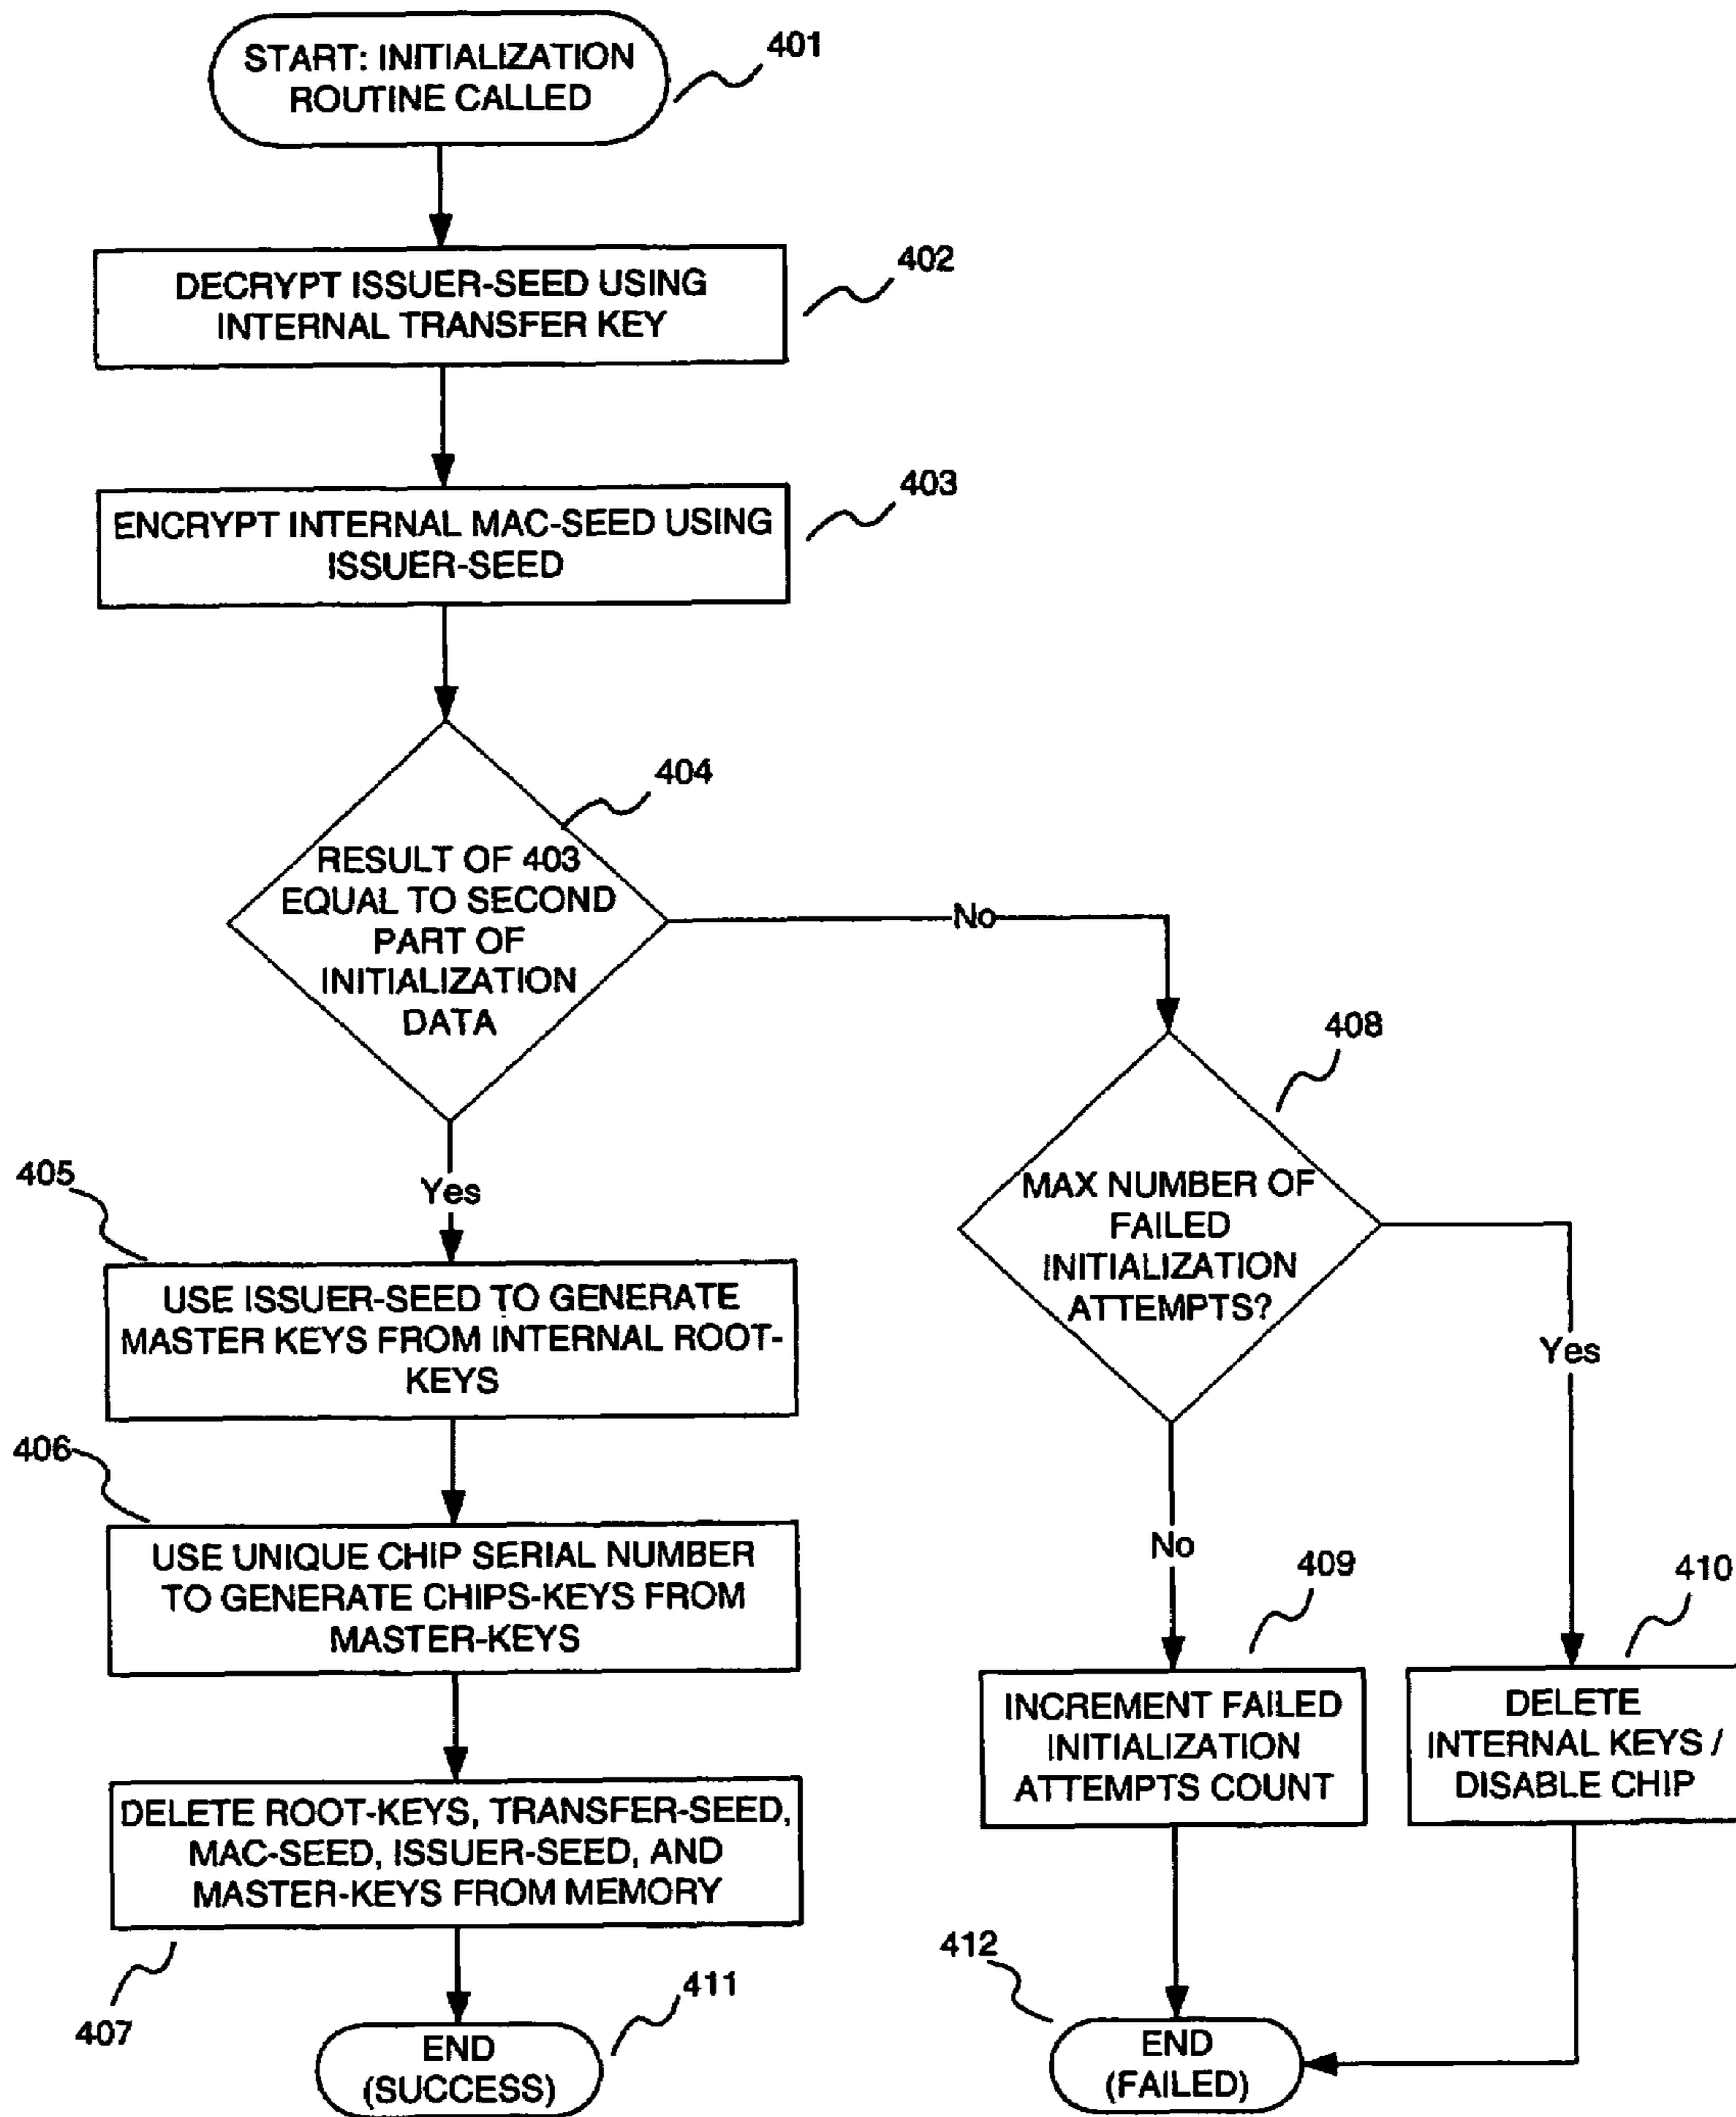 START: INITIALIZATION
ROUTINE CALLED
401
DECRYPT ISSUER-SEED USING
INTERNAL TRANSFER KEY
402
ENCRYPT INTERNAL MAC-SEED USING
ISSUER-SEED
403
404
RESULT OF 403
EQUAL TO SECOND
PART OF
INITIALIZATION
DATA
No
Yes
408
MAX NUMBER OF
FAILED
INITIALIZATION
ATTEMPTS?
Yes
No
405
USE ISSUER-SEED TO GENERATE
MASTER KEYS FROM INTERNAL ROOT-
KEYS
406
USE UNIQUE CHIP SERIAL NUMBER
TO GENERATE CHIPS-KEYS FROM
MASTER-KEYS
409
INCREMENT FAILED
INITIALIZATION
ATTEMPTS COUNT
410
DELETE
INTERNAL KEYS /
DISABLE CHIP
DELETE ROOT-KEYS, TRANSFER-SEED,
MAC-SEED, ISSUER-SEED, AND
MASTER-KEYS FROM MEMORY
407
411
END
(SUCCESS)
412
END
(FAILED)